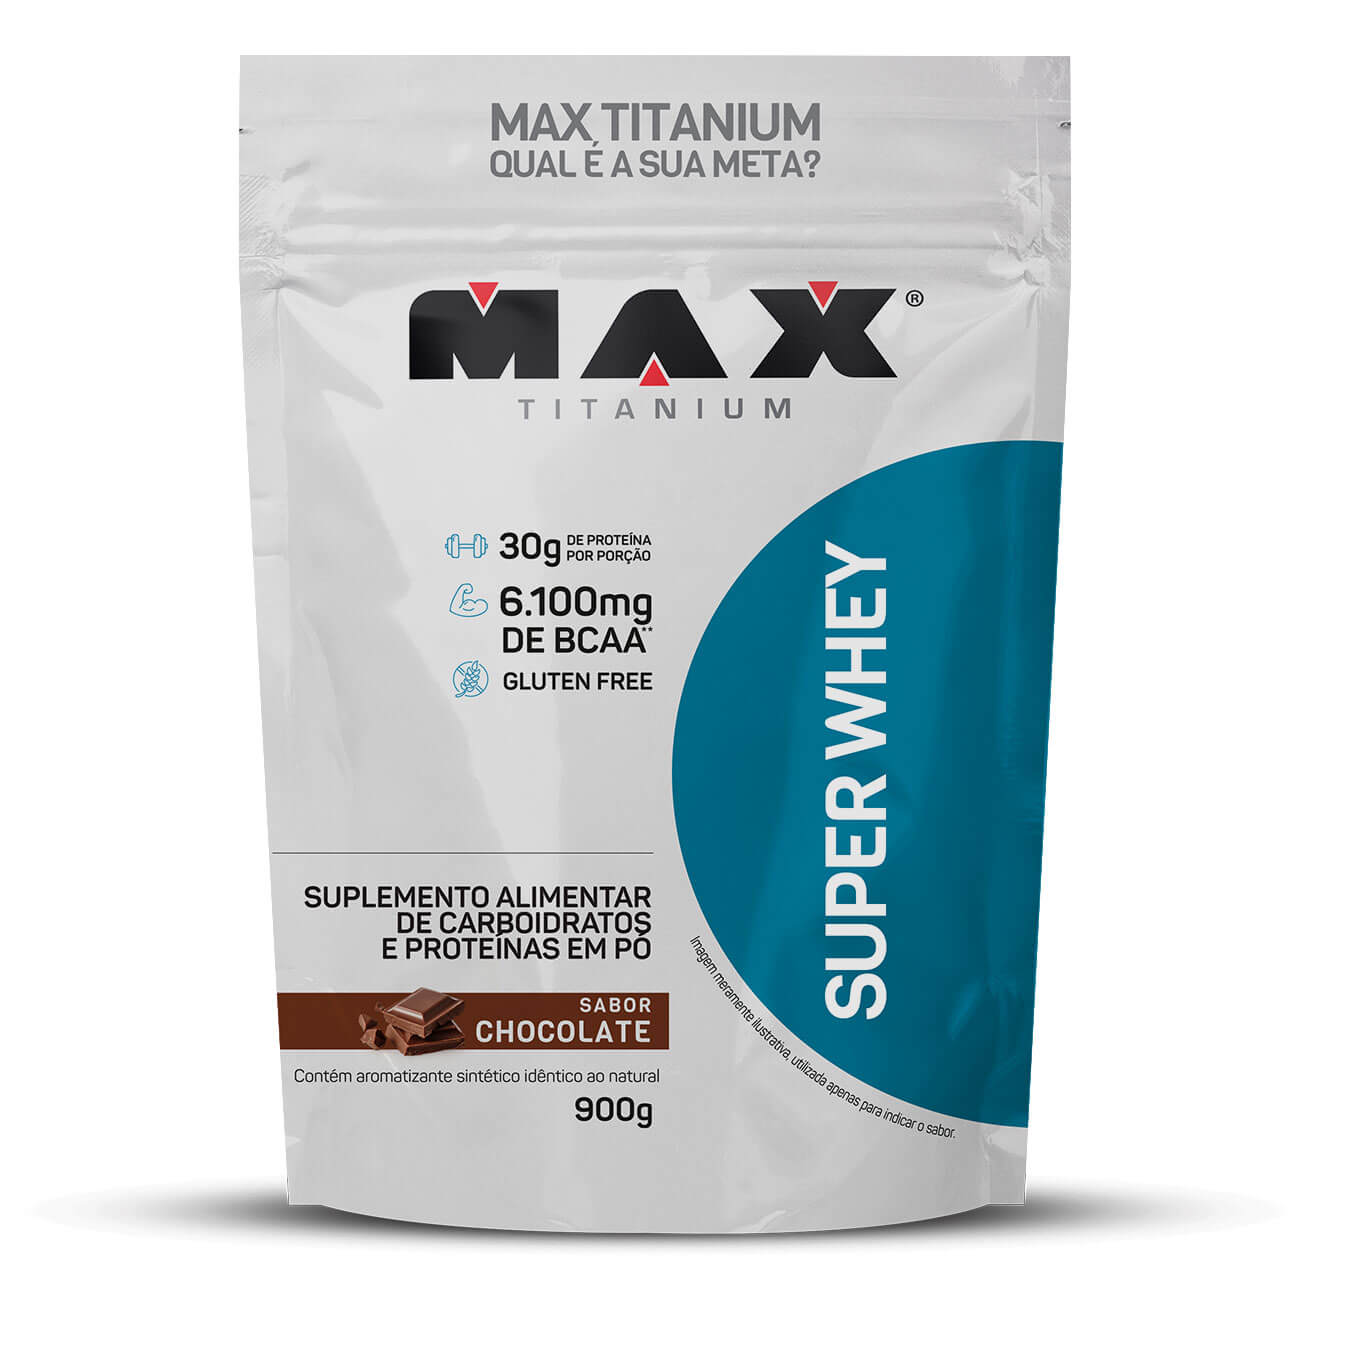 MAX TITANIUM
QUAL É A SUA META?
MAX®
TITANIUM
30g DE PROTEÍNA
POR PORÇÃO
6.100mg
DE BCAA**
GLUTEN FREE
SUPER WHEY
SUPLEMENTO ALIMENTAR
DE CARBOIDRATOS
E PROTEÍNAS EM PÓ
SABOR
CHOCOLATE
Contém aromatizante sintético idêntico ao natural
900g
Imagem meramente ilustrativa, utilizada apenas para indicar o sabor.